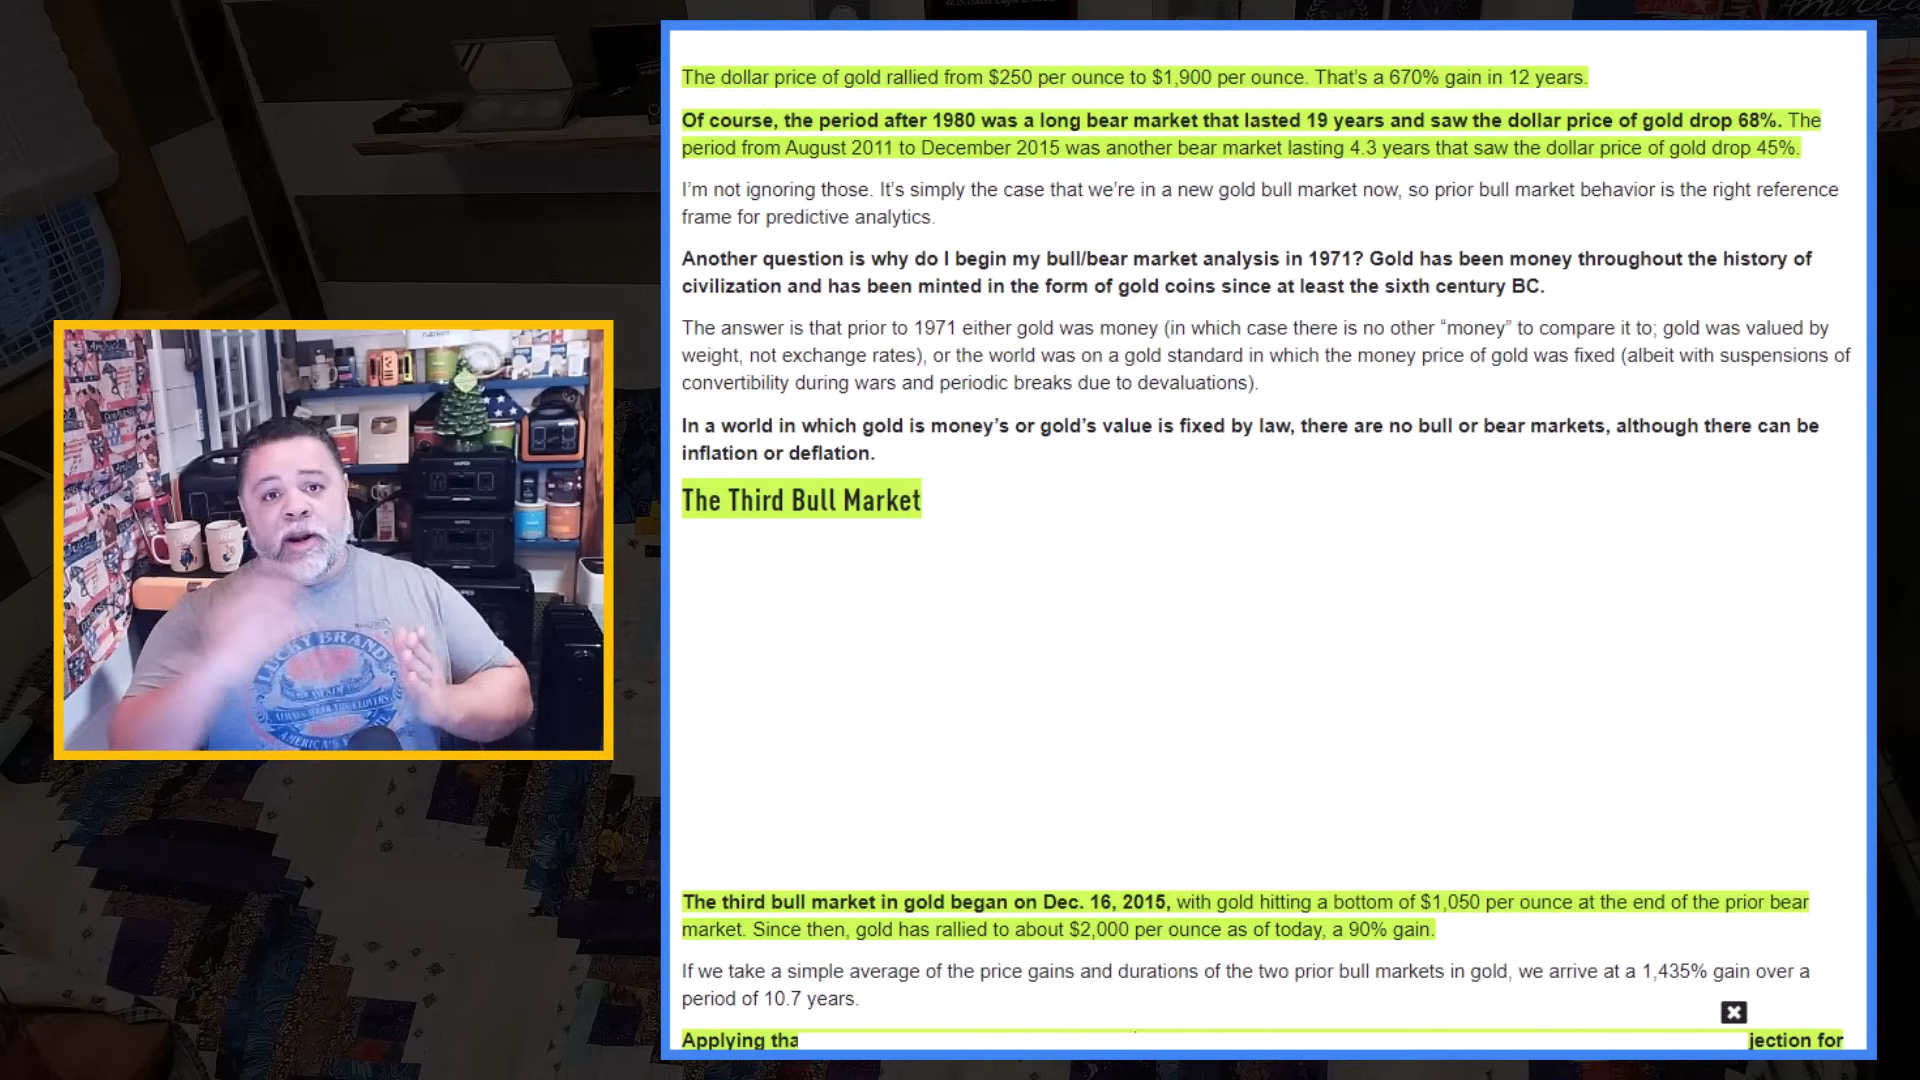 The dollar price of gold rallied from $250 per ounce to $1,900 per ounce. That's a 670% gain in 12 years.
Of course, the period after 1980 was a long bear market that lasted 19 years and saw the dollar price of gold drop 68%. The
period from August 2011 to December 2015 was another bear market lasting 4.3 years that saw the dollar price of gold drop 45%.
I'm not ignoring those. It's simply the case that we're in a new gold bull market now, so prior bull market behavior is the right reference
frame for predictive analytics.
Another question is why do I begin my bull/bear market analysis in 1971? Gold has been money throughout the history of
civilization and has been minted in the form of gold coins since at least the sixth century BC.
The answer is that prior to 1971 either gold was money (in which case there is no other “money” to compare it to; gold was valued by
weight, not exchange rates), or the world was on a gold standard in which the money price of gold was fixed (albeit with suspensions of
convertibility during wars and periodic breaks due to devaluations).
In a world in which gold is money's or gold's value is fixed by law, there are no bull or bear markets, although there can be
inflation or deflation.
The Third Bull Market
The third bull market in gold began on Dec. 16, 2015, with gold hitting a bottom of $1,050 per ounce at the end of the prior bear
market. Since then, gold has rallied to about $2,000 per ounce as of today, a 90% gain.
If we take a simple average of the price gains and durations of the two prior bull markets in gold, we arrive at a 1,435% gain over a
period of 10.7 years.
Applying tha jection for
LUCKY BRAND
ALWAYS WEAR THE CLOVERS
AMERICA'S